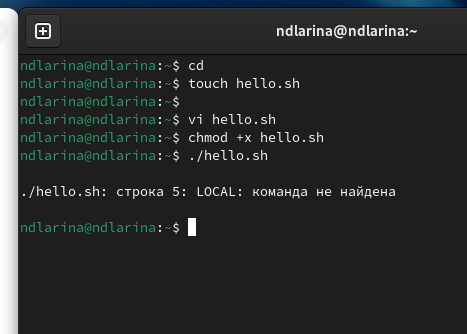 ndlarina@ndlarina:~
ndlarina@ndlarina:~$ cd
ndlarina@ndlarina:~$ touch hello.sh
ndlarina@ndlarina:~$
ndlarina@ndlarina:~$ vi hello.sh
ndlarina@ndlarina:~$ chmod +x hello.sh
ndlarina@ndlarina:~$ ./hello.sh
./hello.sh: строка 5: LOCAL: команда не найдена
ndlarina@ndlarina:~$